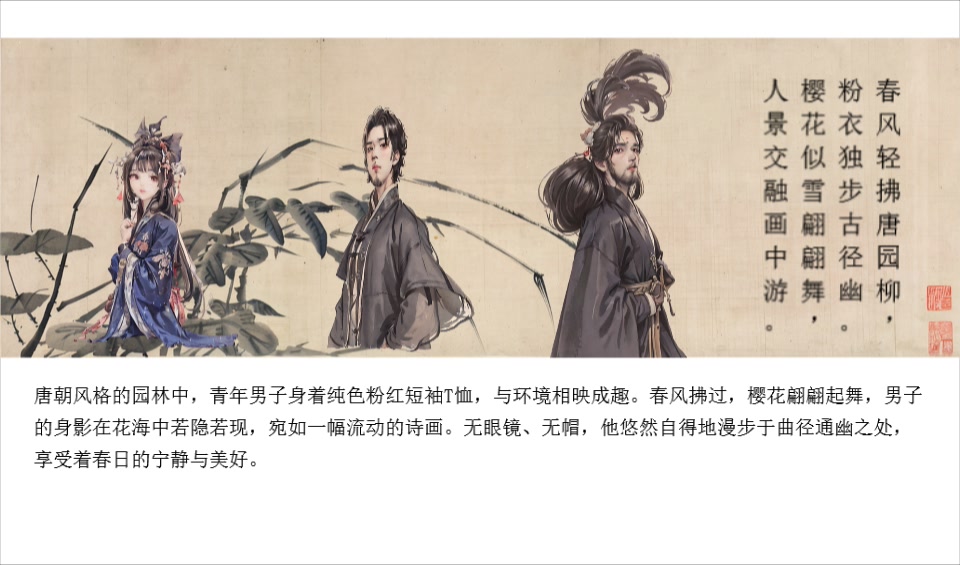 春风轻拂唐园柳，
粉衣独步古径幽。
樱花似雪翩翩舞，
人景交融画中游。
唐朝风格的园林中，青年男子身着纯色粉红短袖T恤，与环境相映成趣。春风拂过，樱花翩翩起舞，男子
的身影在花海中若隐若现，宛如一幅流动的诗画。无眼镜、无帽，他悠然自得地漫步于曲径通幽之处，
享受着春日的宁静与美好。